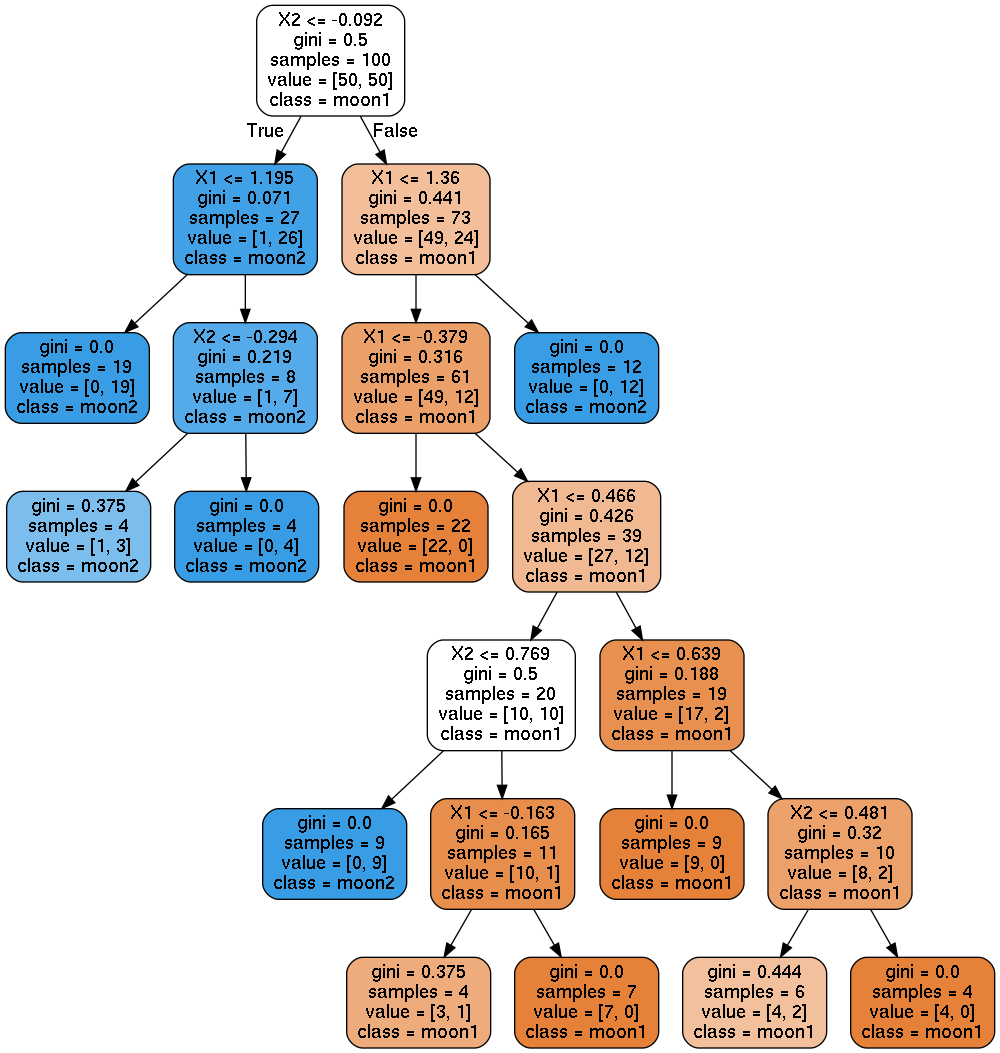 X2 <= -0.092
gini = 0.5
samples = 100
value = [50, 50]
class = moon1
True
False
X1 <= 1.195
gini = 0.071
samples = 27
value = [1, 26]
class = moon2
X1 <= 1.36
gini = 0.441
samples = 73
value = [49, 24]
class = moon1
gini = 0.0
samples = 19
value = [0, 19]
class = moon2
X2 <= -0.294
gini = 0.219
samples = 8
value = [1, 7]
class = moon2
X1 <= -0.379
gini = 0.316
samples = 61
value = [49, 12]
class = moon1
gini = 0.0
samples = 12
value = [0, 12]
class = moon2
gini = 0.375
samples = 4
value = [1, 3]
class = moon2
gini = 0.0
samples = 4
value = [0, 4]
class = moon2
gini = 0.0
samples = 22
value = [22, 0]
class = moon1
X1 <= 0.466
gini = 0.426
samples = 39
value = [27, 12]
class = moon1
X2 <= 0.769
gini = 0.5
samples = 20
value = [10, 10]
class = moon1
X1 <= 0.639
gini = 0.188
samples = 19
value = [17, 2]
class = moon1
gini = 0.0
samples = 9
value = [0, 9]
class = moon2
X1 <= -0.163
gini = 0.165
samples = 11
value = [10, 1]
class = moon1
gini = 0.0
samples = 9
value = [9, 0]
class = moon1
X2 <= 0.481
gini = 0.32
samples = 10
value = [8, 2]
class = moon1
gini = 0.375
samples = 4
value = [3, 1]
class = moon1
gini = 0.0
samples = 7
value = [7, 0]
class = moon1
gini = 0.444
samples = 6
value = [4, 2]
class = moon1
gini = 0.0
samples = 4
value = [4, 0]
class = moon1